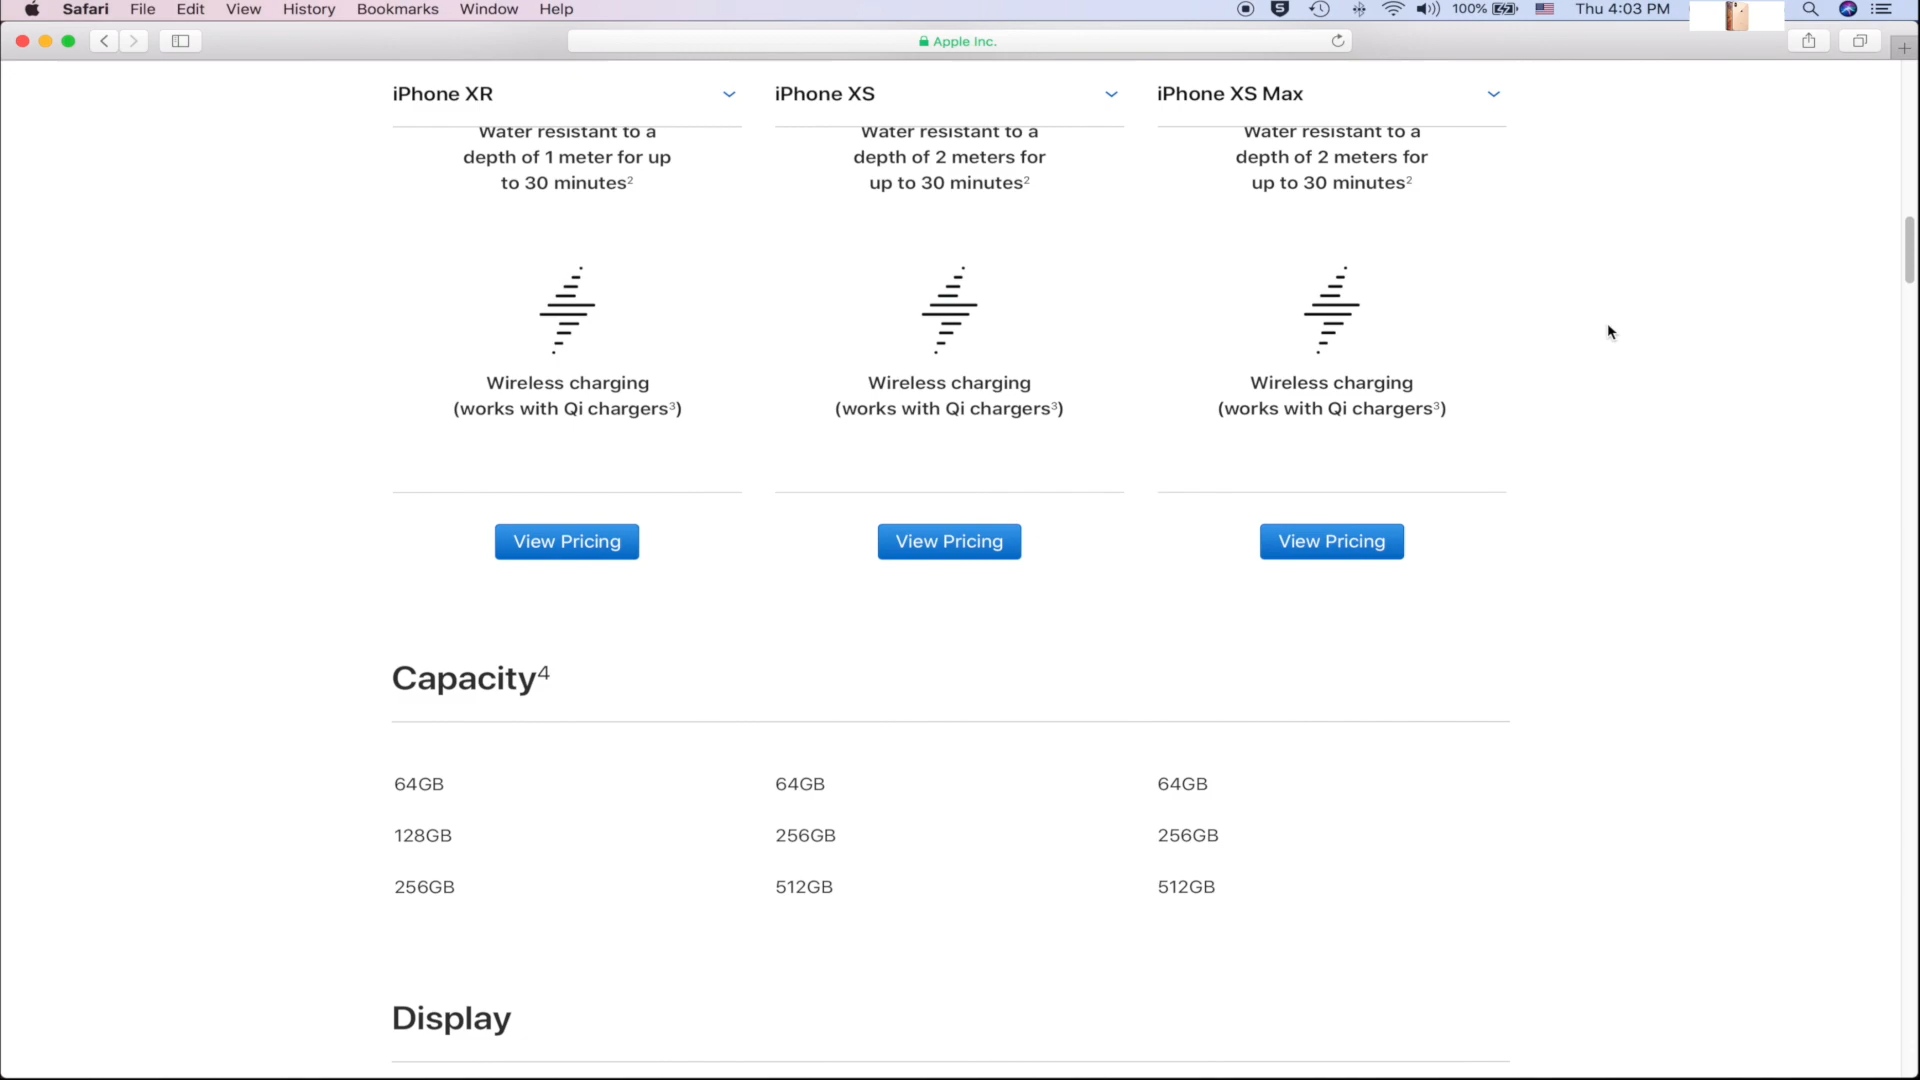 Safari File Edit View History Bookmarks Window Help 100% Thu 4:03 PM
Apple Inc.
iPhone XR iPhone XS iPhone XS Max
Water resistant to a Water resistant to a Water resistant to a
depth of 1 meter for up depth of 2 meters for depth of 2 meters for
to 30 minutes² up to 30 minutes² up to 30 minutes²
Wireless charging Wireless charging Wireless charging
(works with Qi chargers³) (works with Qi chargers³) (works with Qi chargers³)
View Pricing View Pricing View Pricing
Capacity⁴
64GB 64GB 64GB
128GB 256GB 256GB
256GB 512GB 512GB
Display